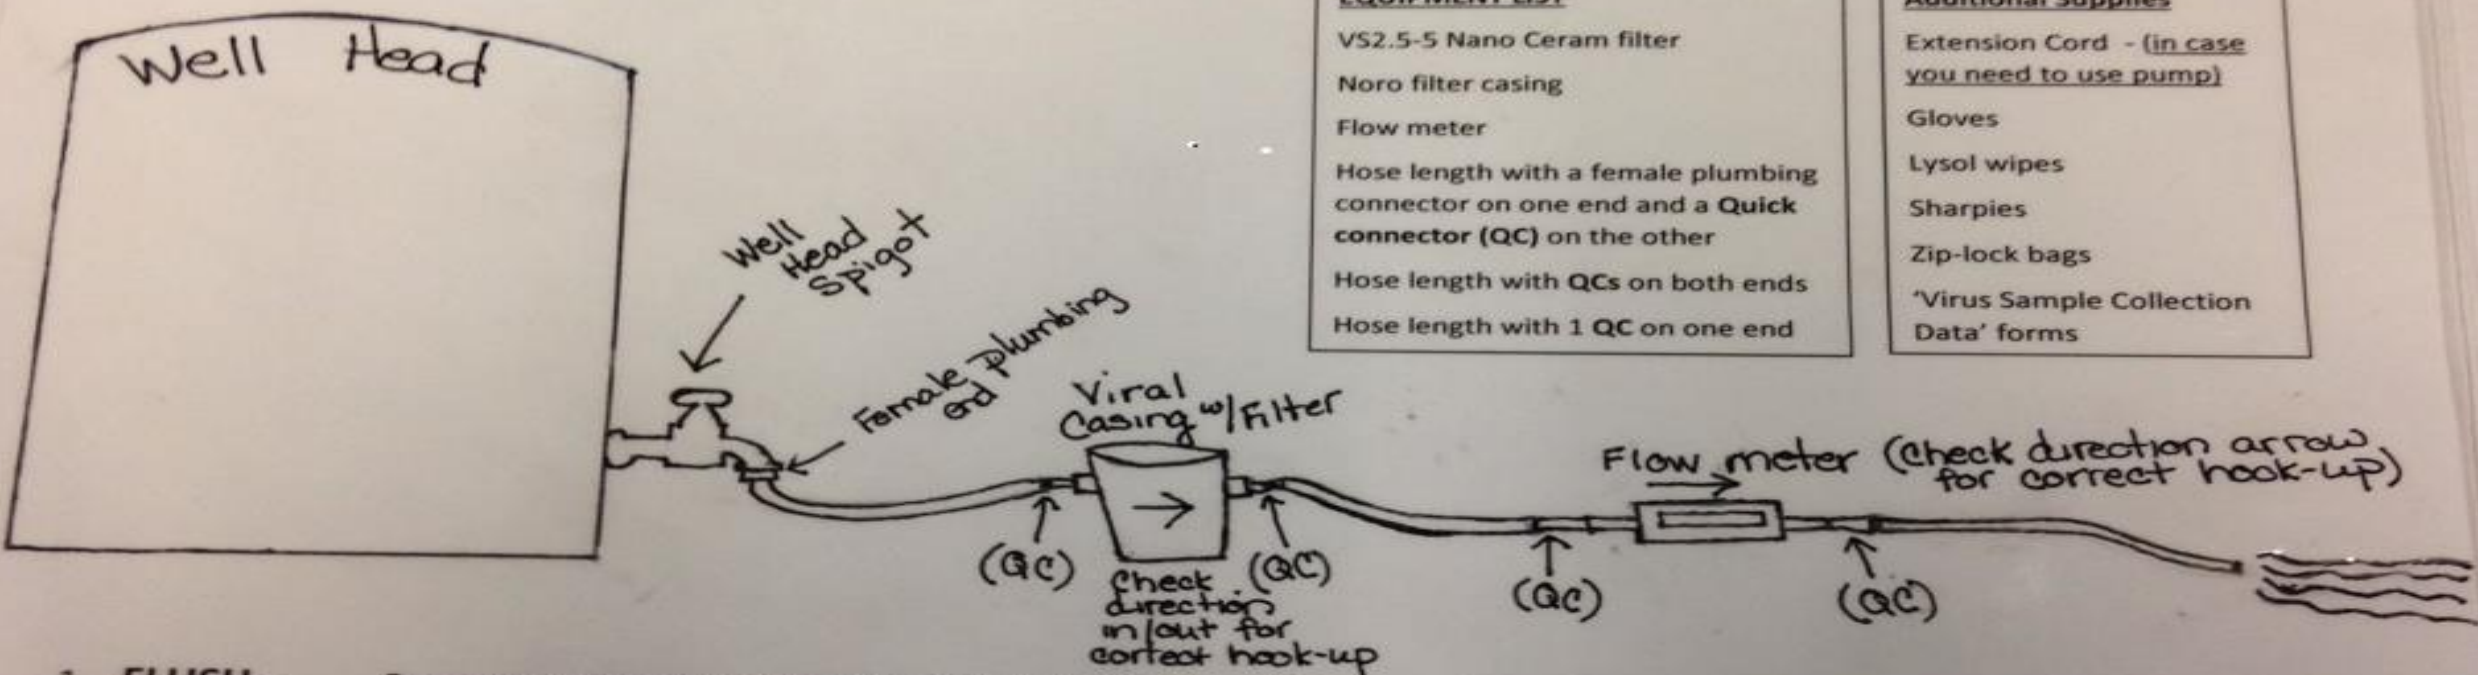 Well Head
EQUIPMENT LIST
VS2.5-5 Nano Ceram filter
Noro filter casing
Flow meter
Hose length with a female plumbing
connector on one end and a Quick
connector (QC) on the other
Hose length with QCs on both ends
Hose length with 1 QC on one end
Additional Supplies
Extension Cord - (in case
you need to use pump)
Gloves
Lysol wipes
Sharpies
Zip-lock bags
'Virus Sample Collection
Data' forms
Well
Head
Spigot
Female plumbing
end
Viral
Casing w/Filter
Flow meter (Check direction arrow
for correct hook-up)
(QC)
(QC)
(QC)
(QC)
Check
direction
in/out for
correct hook-up
FLUSH